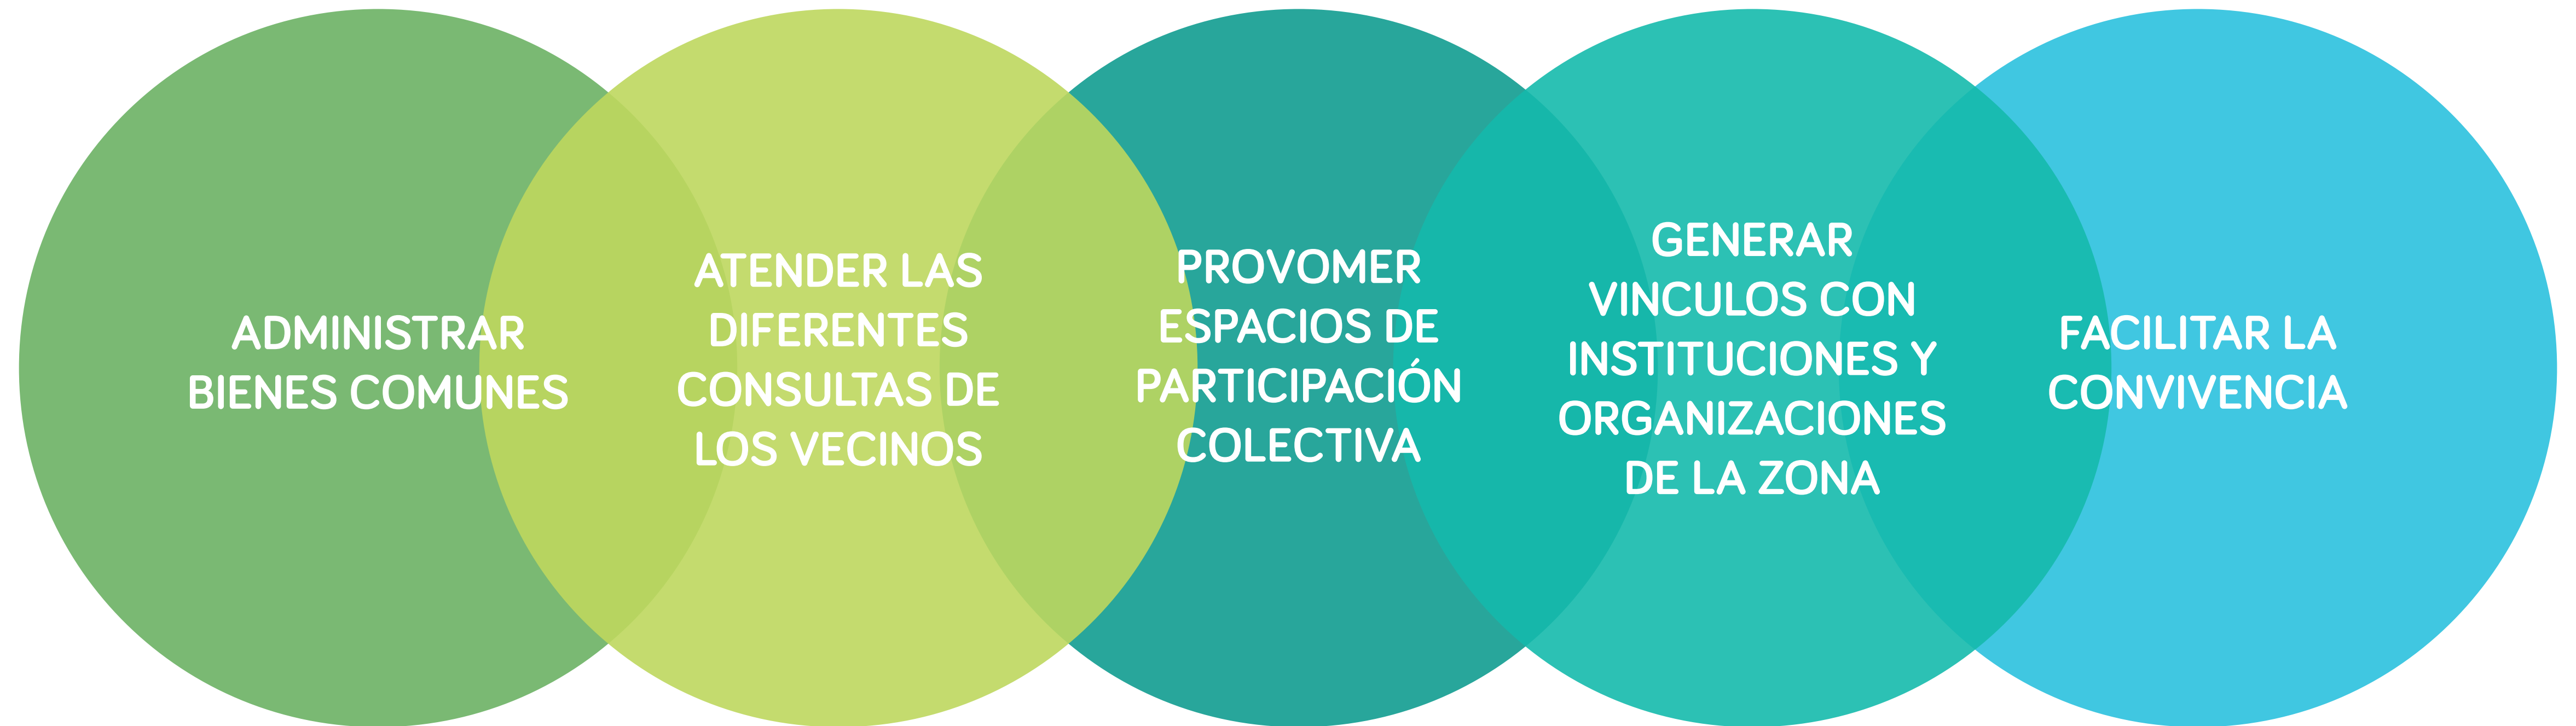 ADMINISTRAR
BIENES COMUNES
ATENDER LAS
DIFERENTES
CONSULTAS DE
LOS VECINOS
PROVOMER
ESPACIOS DE
PARTICIPACIÓN
COLECTIVA
GENERAR
VINCULOS CON
INSTITUCIONES Y
ORGANIZACIONES
DE LA ZONA
FACILITAR LA
CONVIVENCIA